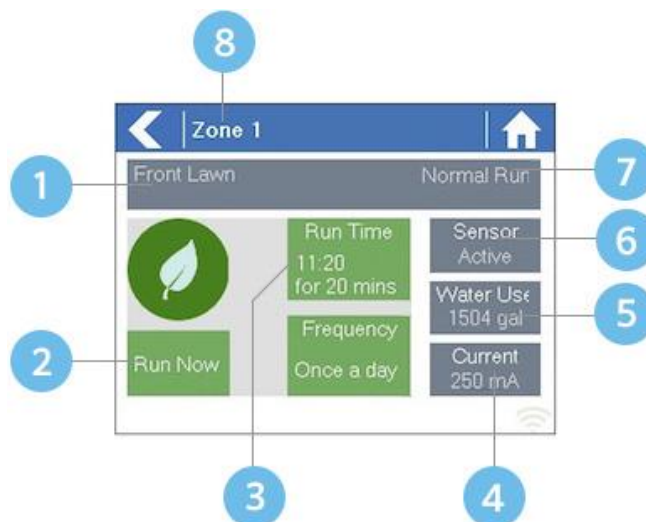 8
Zone 1
1
Front Lawn
Normal Run
7
Run Time
11:20
for 20 mins
Sensor
Active
6
Water Use
1504 gal
5
2
Run Now
Frequency
Once a day
Current
250 mA
3
4